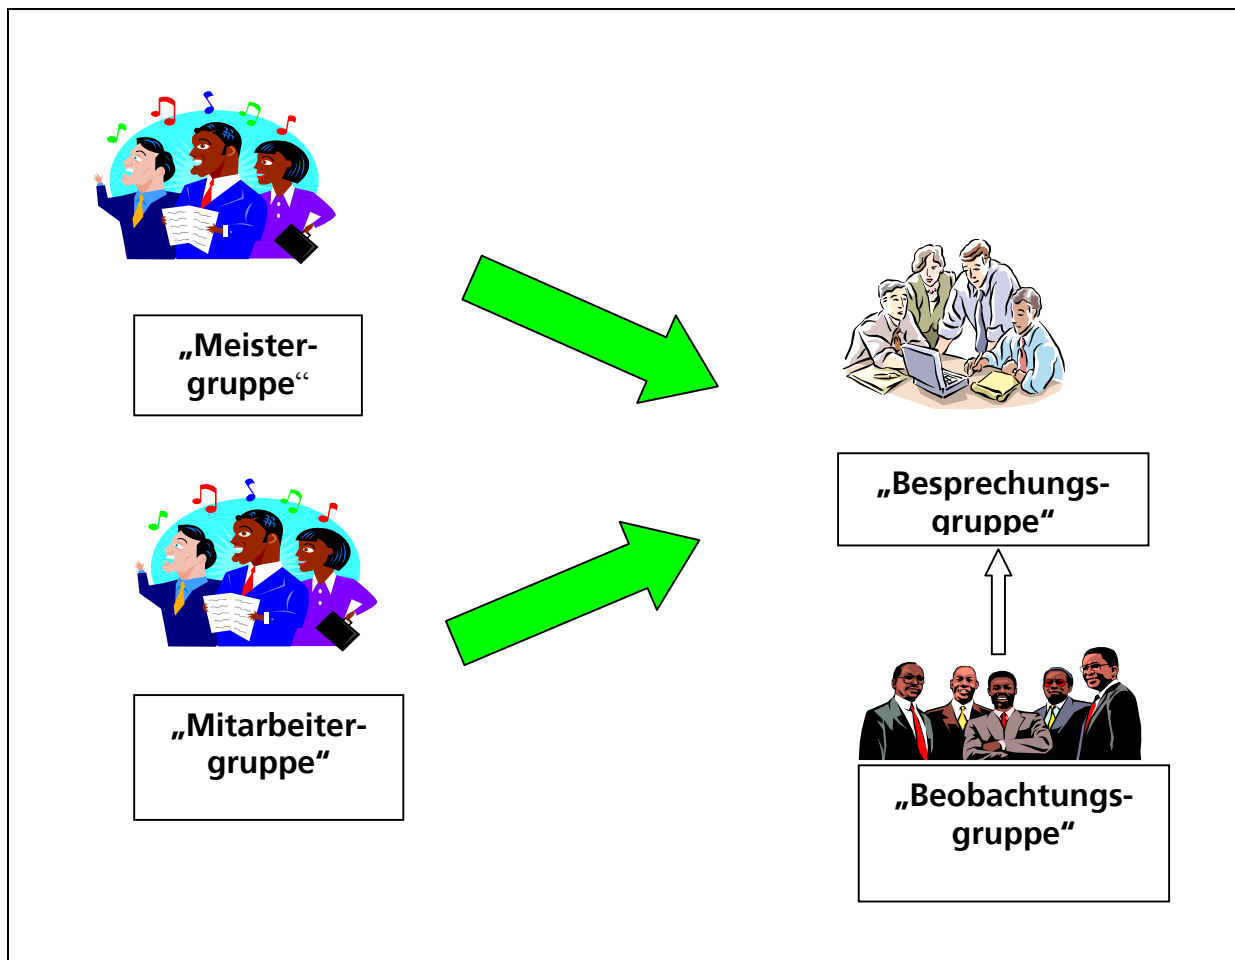 „Meister-
gruppe“
„Mitarbeiter-
gruppe“
„Besprechungs-
gruppe“
„Beobachtungs-
gruppe“